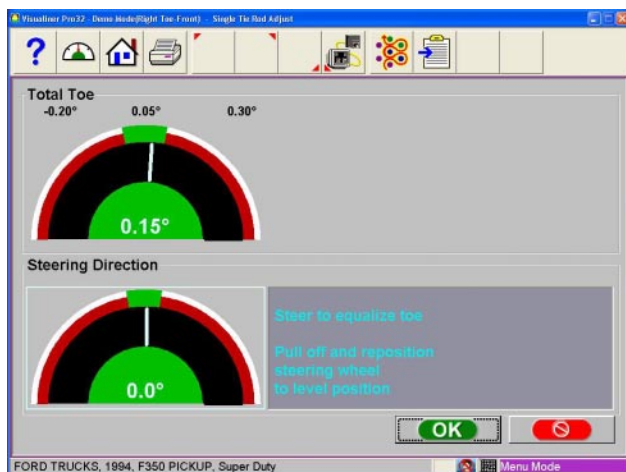 Visualiner Pro32 - Demo Mode(Right Toe-Front) - Single Tie Rod Adjust
?
Total Toe
-0.20° 0.05° 0.30°
0.15°
Steering Direction
0.0°
Steer to equalize toe
Pull off and reposition
steering wheel
to level position
OK
FORD TRUCKS, 1994, F350 PICKUP, Super Duty
Menu Mode